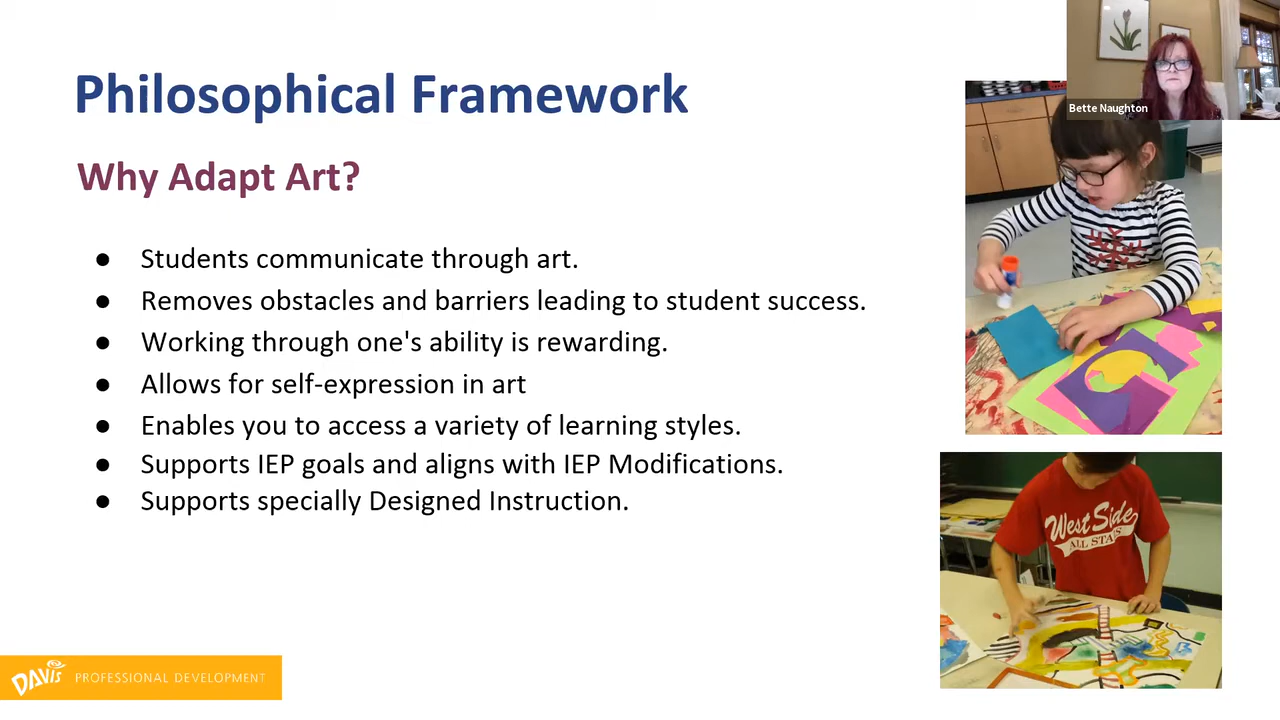 Philosophical Framework
Bette Naughton
Why Adapt Art?
● Students communicate through art.
● Removes obstacles and barriers leading to student success.
● Working through one's ability is rewarding.
● Allows for self-expression in art
● Enables you to access a variety of learning styles.
● Supports IEP goals and aligns with IEP Modifications.
● Supports specially Designed Instruction.
West Side
ALL STARS
DAVIS PROFESSIONAL DEVELOPMENT